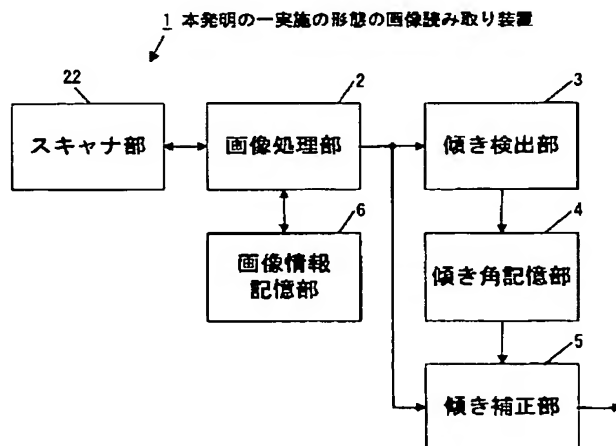 1 本発明の一実施の形態の画像読み取り装置
22
2
3
スキャナ部
画像処理部
傾き検出部
6
4
画像情報
記憶部
傾き角記憶部
5
傾き補正部